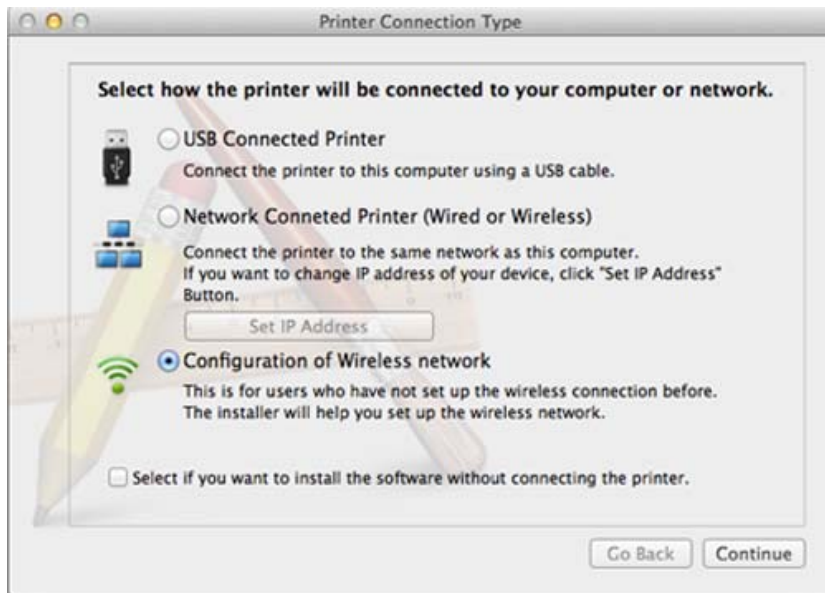 Printer Connection Type
Select how the printer will be connected to your computer or network.
USB Connected Printer
Connect the printer to this computer using a USB cable.
Network Conneted Printer (Wired or Wireless)
Connect the printer to the same network as this computer.
If you want to change IP address of your device, click "Set IP Address"
Button.
Set IP Address
Configuration of Wireless network
This is for users who have not set up the wireless connection before.
The installer will help you set up the wireless network.
Select if you want to install the software without connecting the printer.
Go Back
Continue